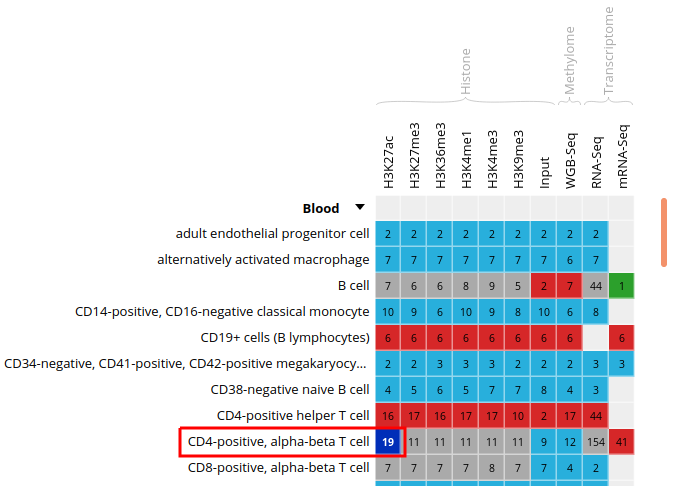 Histone
Methylome
Transcriptome
H3K27ac H3K27me3 H3K36me3 H3K4me1 H3K4me3 H3K9me3 Input WGB-Seq RNA-Seq mRNA-Seq
Blood
adult endothelial progenitor cell 2 2 2 2 2 2 2 2 2
alternatively activated macrophage 7 7 7 7 7 7 7 6 7
B cell 7 6 6 8 9 5 2 7 44 1
CD14-positive, CD16-negative classical monocyte 10 9 6 10 9 8 10 6 8
CD19+ cells (B lymphocytes) 6 6 6 6 6 6 6 6 6
CD34-negative, CD41-positive, CD42-positive megakaryocy... 2 2 3 3 3 2 2 2 3 3
CD38-negative naive B cell 4 5 6 5 7 7 8 4 3
CD4-positive helper T cell 16 17 16 17 17 10 2 17 44
CD4-positive, alpha-beta T cell 19 11 11 11 11 11 9 12 154 41
CD8-positive, alpha-beta T cell 7 7 7 7 8 7 7 4 2